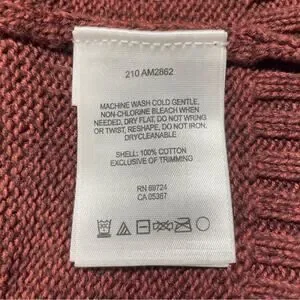 210 AM2862
MACHINE WASH COLD GENTLE,
NON-CHLORINE BLEACH WHEN
NEEDED, DRY FLAT, DO NOT WRING
OR TWIST, RESHAPE, DO NOT IRON,
DRYCLEANABLE
SHELL: 100% COTTON
EXCLUSIVE OF TRIMMING
RN 89724
CA 05367